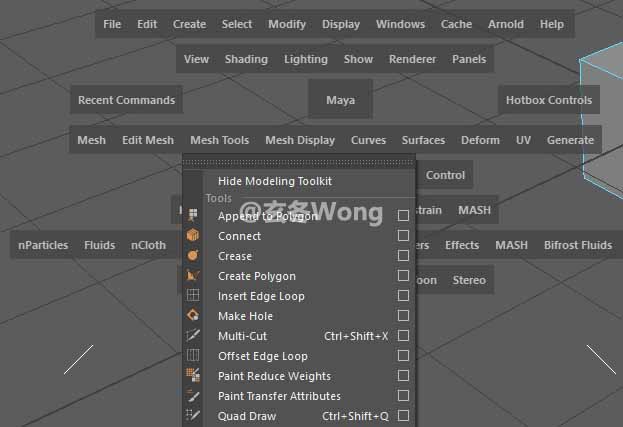 File Edit Create Select Modify Display Windows Cache Arnold Help
View Shading Lighting Show Renderer Panels
Recent Commands Maya Hotbox Controls
Mesh Edit Mesh Mesh Tools Mesh Display Curves Surfaces Deform UV Generate
Control
Hide Modeling Toolkit
Tools
MASH
@玄冬Wong
Append to Polygon
Connect
nParticles Fluids nCloth Effects MASH Bifrost Fluids
Crease
Create Polygon
Stereo
Insert Edge Loop
Make Hole
Multi-Cut Ctrl+Shift+X
Offset Edge Loop
Paint Reduce Weights
Paint Transfer Attributes
Quad Draw Ctrl+Shift+Q